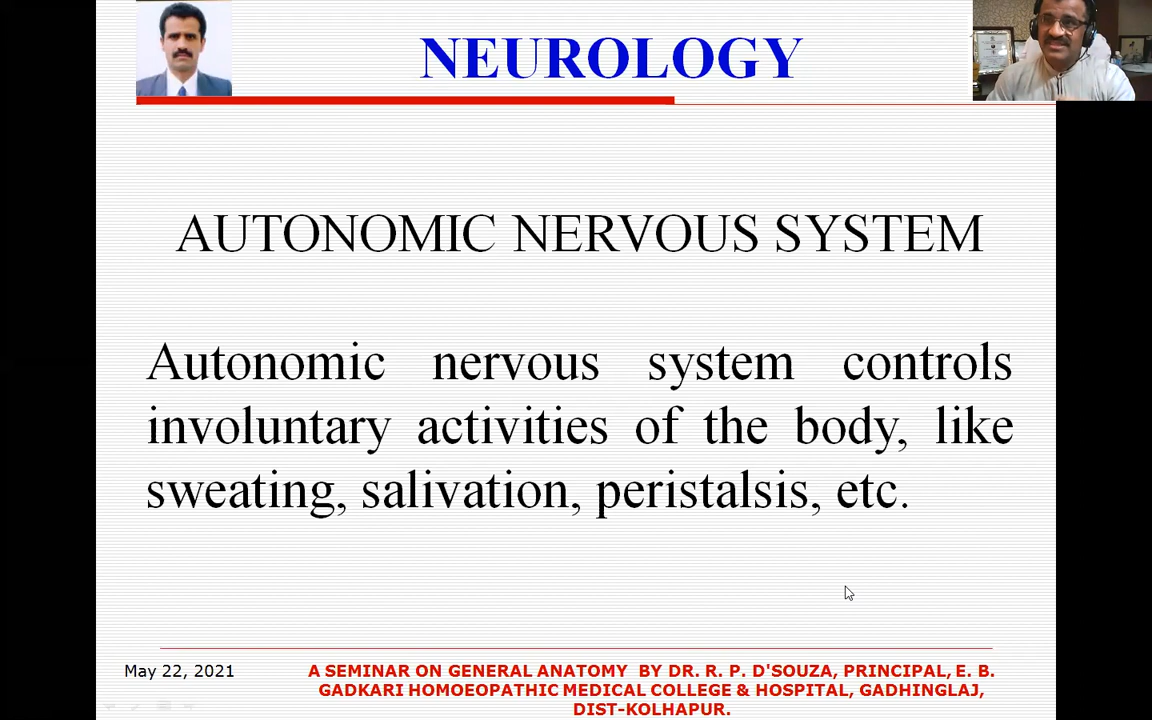 NEUROLOGY
AUTONOMIC NERVOUS SYSTEM
Autonomic nervous system controls
involuntary activities of the body, like
sweating, salivation, peristalsis, etc.
May 22, 2021
A SEMINAR ON GENERAL ANATOMY BY DR. R. P. D'SOUZA, PRINCIPAL, E. B.
GADKARI HOMOEOPATHIC MEDICAL COLLEGE & HOSPITAL, GADHINGLAJ,
DIST-KOLHAPUR.